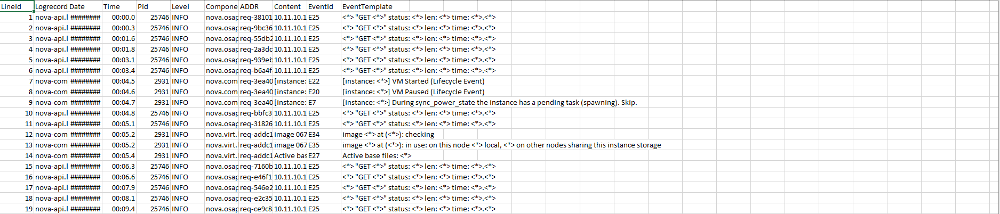 LineId Logrecord Date Time Pid Level Compone ADDR Content EventId EventTemplate
1 nova-api.l ######## 00:00.0 25746 INFO nova.osap req-38101 10.11.10.1 E25 <*> "GET <*>" status: <*> len: <*> time: <*>.<*>
2 nova-api.l ######## 00:00.3 25746 INFO nova.osap req-9bc36 10.11.10.1 E25 <*> "GET <*>" status: <*> len: <*> time: <*>.<*>
3 nova-api.l ######## 00:01.6 25746 INFO nova.osap req-55db2 10.11.10.1 E25 <*> "GET <*>" status: <*> len: <*> time: <*>.<*>
4 nova-api.l ######## 00:01.8 25746 INFO nova.osap req-2a3dc 10.11.10.1 E25 <*> "GET <*>" status: <*> len: <*> time: <*>.<*>
5 nova-api.l ######## 00:03.1 25746 INFO nova.osap req-939eb 10.11.10.1 E25 <*> "GET <*>" status: <*> len: <*> time: <*>.<*>
6 nova-api.l ######## 00:03.4 25746 INFO nova.osap req-b6a4f 10.11.10.1 E25 <*> "GET <*>" status: <*> len: <*> time: <*>.<*>
7 nova-com ######## 00:04.5 2931 INFO nova.com req-3ea40 [instance: E22 [instance: <*>] VM Started (Lifecycle Event)
8 nova-com ######## 00:04.6 2931 INFO nova.com req-3ea40 [instance: E20 [instance: <*>] VM Paused (Lifecycle Event)
9 nova-com ######## 00:04.7 2931 INFO nova.com req-3ea40 [instance: E7 [instance: <*>] During sync_power_state the instance has a pending task (spawning). Skip.
10 nova-api.l ######## 00:04.8 25746 INFO nova.osap req-bbfc3 10.11.10.1 E25 <*> "GET <*>" status: <*> len: <*> time: <*>.<*>
11 nova-api.l ######## 00:05.1 25746 INFO nova.osap req-31826 10.11.10.1 E25 <*> "GET <*>" status: <*> len: <*> time: <*>.<*>
12 nova-com ######## 00:05.2 2931 INFO nova.virt.l req-addc1 image 067 E34 image <*> at (<*>): checking
13 nova-com ######## 00:05.2 2931 INFO nova.virt.l req-addc1 image 067 E35 image <*> at (<*>): in use: on this node <*> local, <*> on other nodes sharing this instance storage
14 nova-com ######## 00:05.4 2931 INFO nova.virt.l req-addc1 Active bas E27 Active base files: <*>
15 nova-api.l ######## 00:06.3 25746 INFO nova.osap req-7160b 10.11.10.1 E25 <*> "GET <*>" status: <*> len: <*> time: <*>.<*>
16 nova-api.l ######## 00:06.6 25746 INFO nova.osap req-e46f1 10.11.10.1 E25 <*> "GET <*>" status: <*> len: <*> time: <*>.<*>
17 nova-api.l ######## 00:07.9 25746 INFO nova.osap req-546e2 10.11.10.1 E25 <*> "GET <*>" status: <*> len: <*> time: <*>.<*>
18 nova-api.l ######## 00:08.1 25746 INFO nova.osap req-e2c35 10.11.10.1 E25 <*> "GET <*>" status: <*> len: <*> time: <*>.<*>
19 nova-api.l ######## 00:09.4 25746 INFO nova.osap req-ce9c8 10.11.10.1 E25 <*> "GET <*>" status: <*> len: <*> time: <*>.<*>